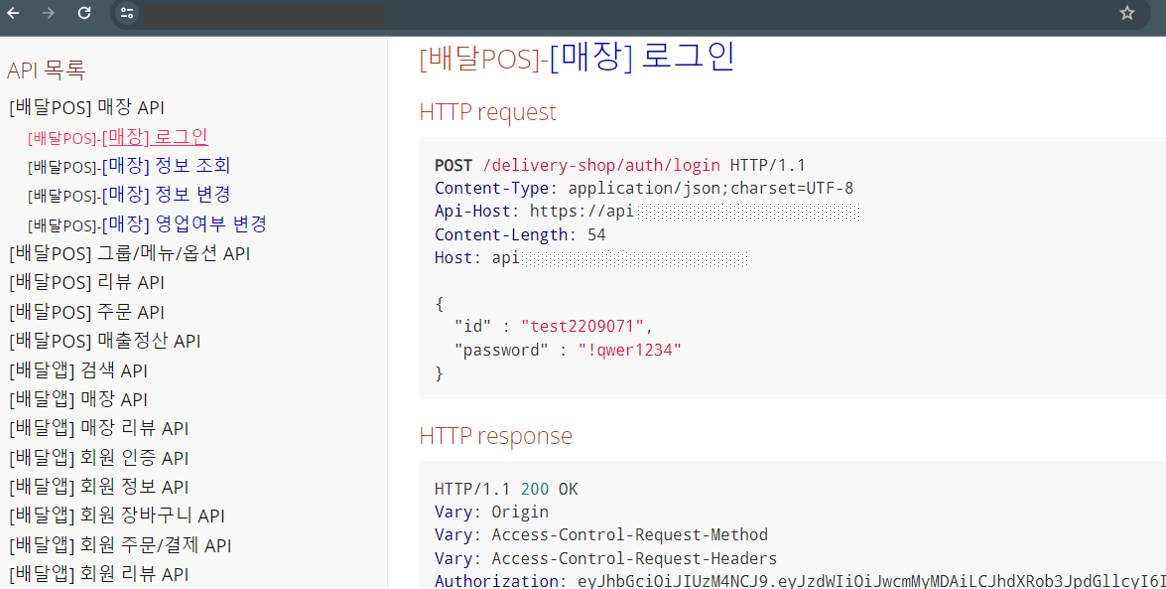 API 목록
[배달POS] 매장 API
[배달POS]-[매장] 로그인
[배달POS]-[매장] 정보 조회
[배달POS]-[매장] 정보 변경
[배달POS]-[매장] 영업여부 변경
[배달POS] 그룹/메뉴/옵션 API
[배달POS] 리뷰 API
[배달POS] 주문 API
[배달POS] 매출정산 API
[배달앱] 검색 API
[배달앱] 매장 API
[배달앱] 매장 리뷰 API
[배달앱] 회원 인증 API
[배달앱] 회원 정보 API
[배달앱] 회원 장바구니 API
[배달앱] 회원 주문/결제 API
[배달앱] 회원 리뷰 API
[배달POS]-[매장] 로그인
HTTP request
POST /delivery-shop/auth/login HTTP/1.1
Content-Type: application/json;charset=UTF-8
Api-Host: https://api
Content-Length: 54
Host: api
{
"id" : "test2209071",
"password" : "!qwer1234"
}
HTTP response
HTTP/1.1 200 OK
Vary: Origin
Vary: Access-Control-Request-Method
Vary: Access-Control-Request-Headers
Authorization: